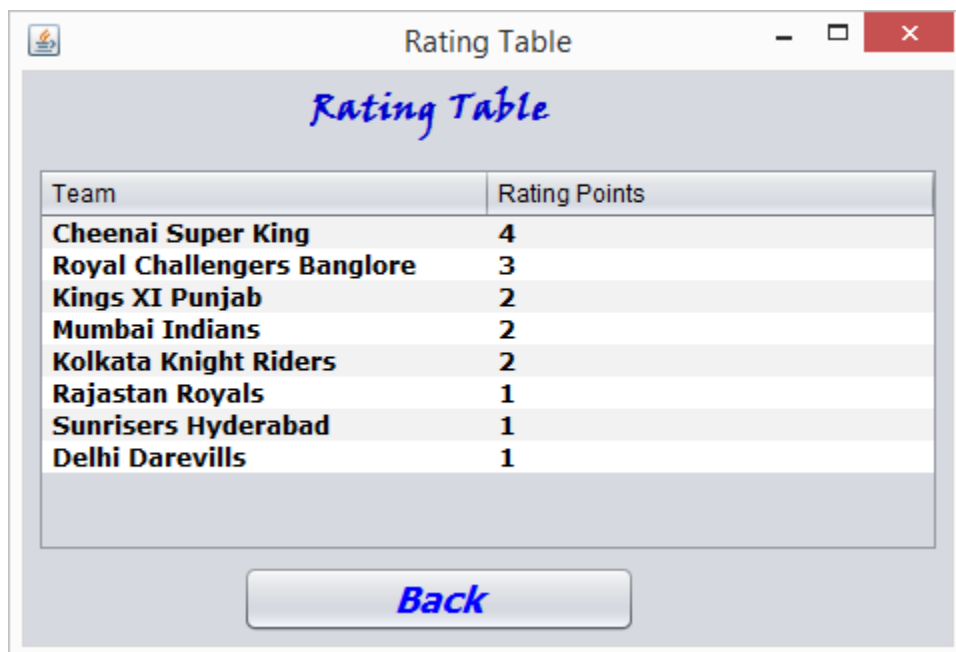 Rating Table
Rating Table
Team Rating Points
Cheenai Super King 4
Royal Challengers Banglore 3
Kings XI Punjab 2
Mumbai Indians 2
Kolkata Knight Riders 2
Rajastan Royals 1
Sunrisers Hyderabad 1
Delhi Darevills 1
Back